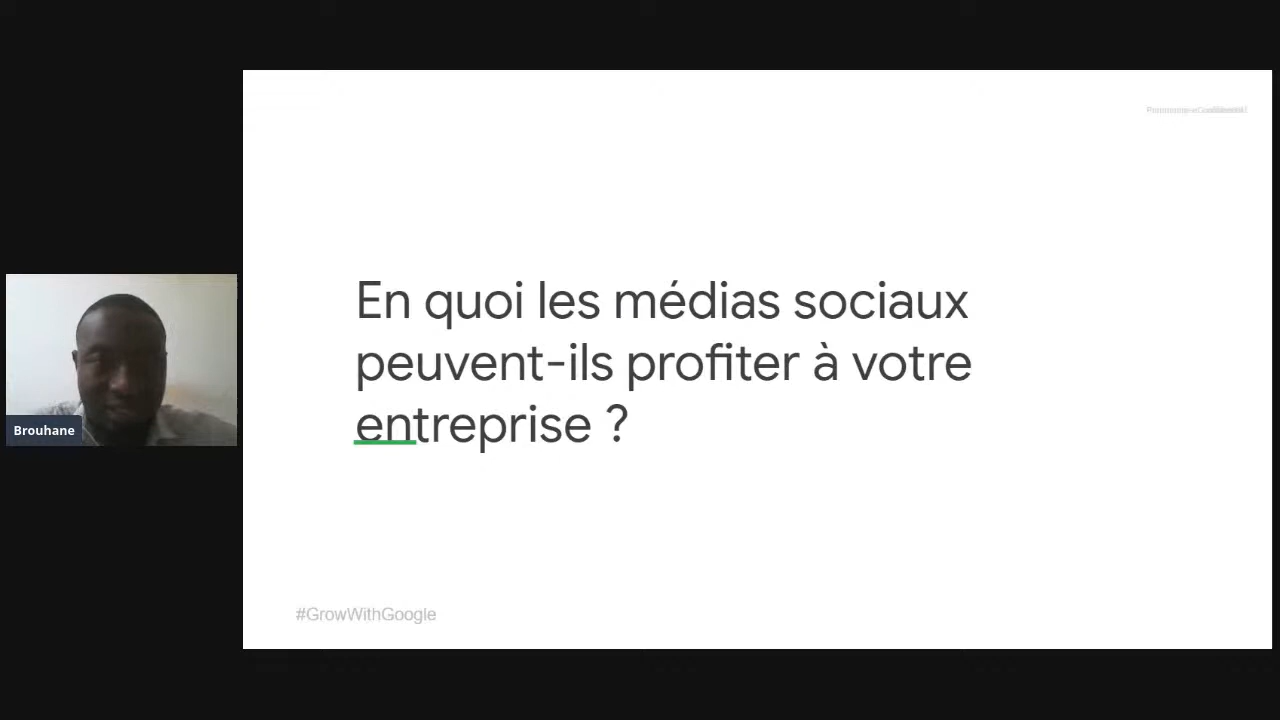 En quoi les médias sociaux
peuvent-ils profiter à votre
entreprise ?
Brouhane
#GrowWithGoogle